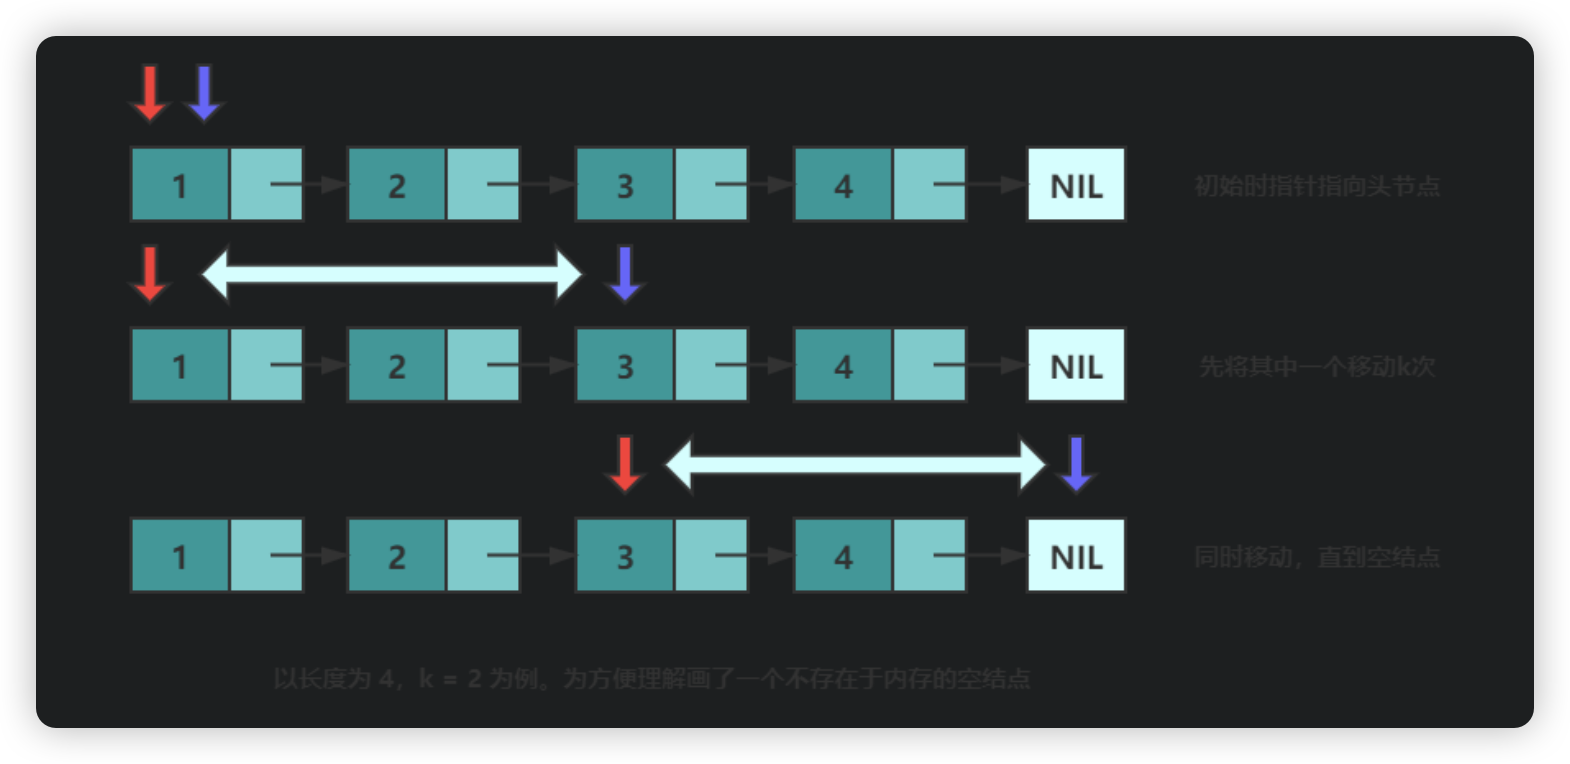 1 2 3 4 NIL 初始时指针指向头节点
1 2 3 4 NIL 先将其中一个移动k次
1 2 3 4 NIL 同时移动，直到空结点
以长度为 4，k = 2 为例。为方便理解画了一个不存在于内存的空结点